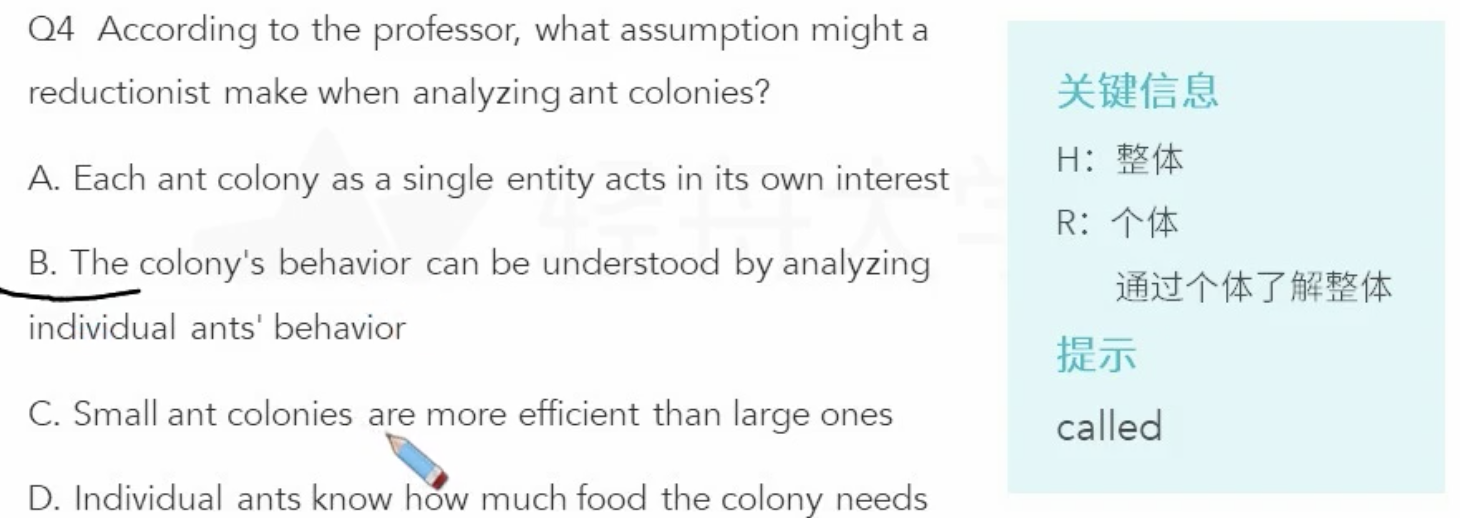 Q4 According to the professor, what assumption might a
reductionist make when analyzing ant colonies?
A. Each ant colony as a single entity acts in its own interest
B. The colony's behavior can be understood by analyzing
individual ants' behavior
C. Small ant colonies are more efficient than large ones
D. Individual ants know how much food the colony needs
关键信息
H：整体
R：个体
通过个体了解整体
提示
called